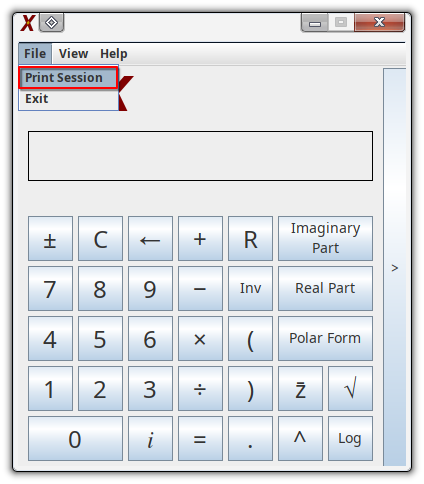 X
File View Help
Print Session
Exit
± C ← + R Imaginary Part
7 8 9 − Inv Real Part
>
4 5 6 × ( Polar Form
1 2 3 ÷ ) z̄ √
0 i = . ^ Log